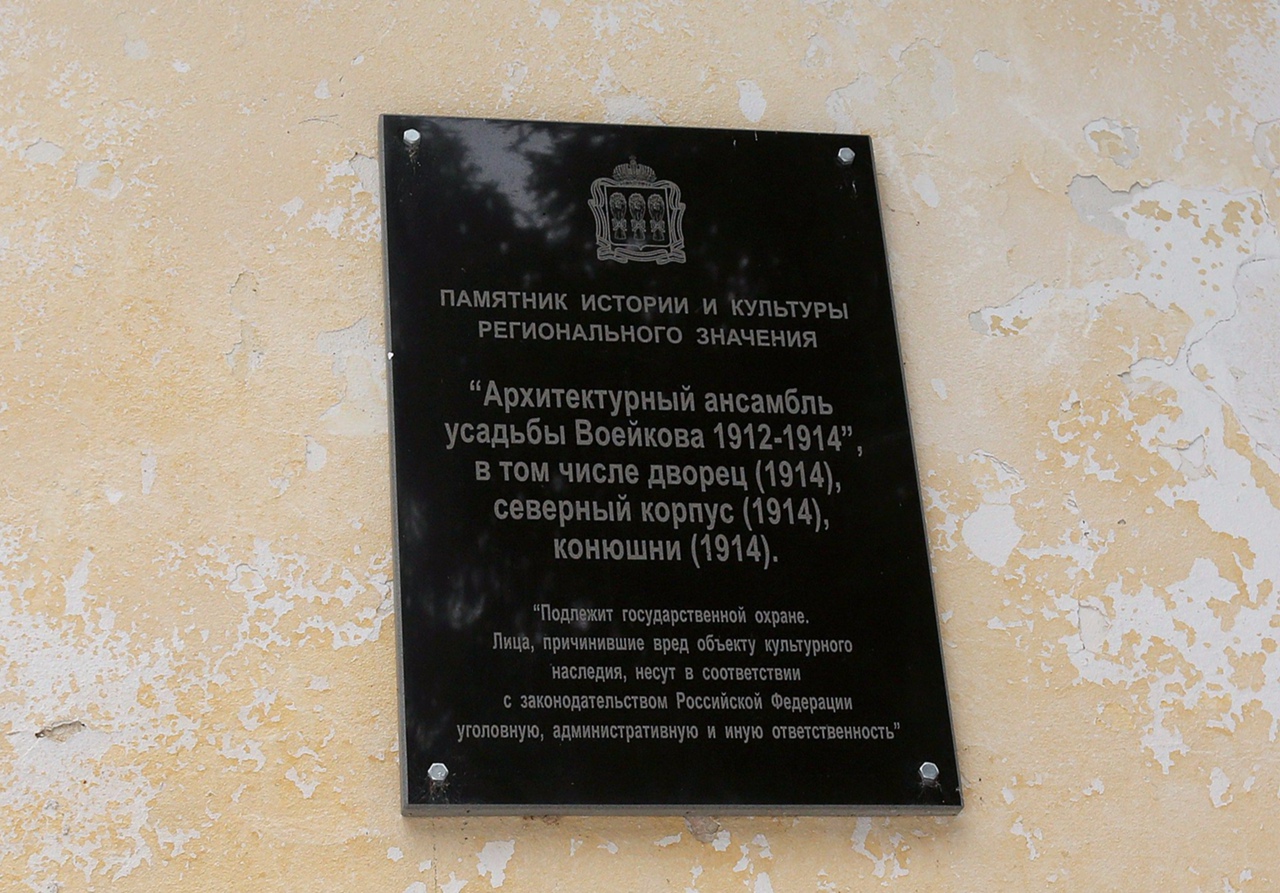 ПАМЯТНИК ИСТОРИИ И КУЛЬТУРЫ
РЕГИОНАЛЬНОГО ЗНАЧЕНИЯ
“Архитектурный ансамбль
усадьбы Воейкова 1912-1914”,
в том числе дворец (1914),
северный корпус (1914),
конюшни (1914).
“Подлежит государственной охране.
Лица, причинившие вред объекту культурного
наследия, несут в соответствии
с законодательством Российской Федерации
уголовную, административную и иную ответственность”